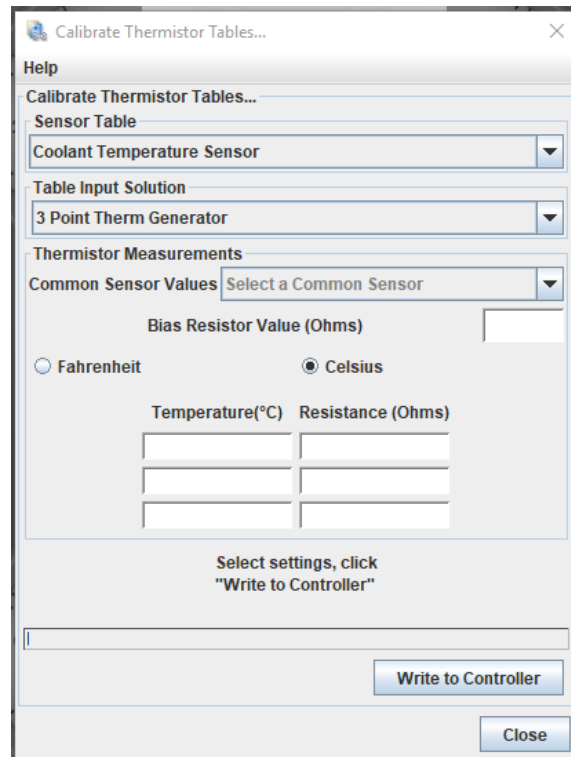 Calibrate Thermistor Tables...
Help
Calibrate Thermistor Tables...
Sensor Table
Coolant Temperature Sensor
Table Input Solution
3 Point Therm Generator
Thermistor Measurements
Common Sensor Values Select a Common Sensor
Bias Resistor Value (Ohms)
Fahrenheit Celsius
Temperature(°C) Resistance (Ohms)
Select settings, click
"Write to Controller"
Write to Controller
Close